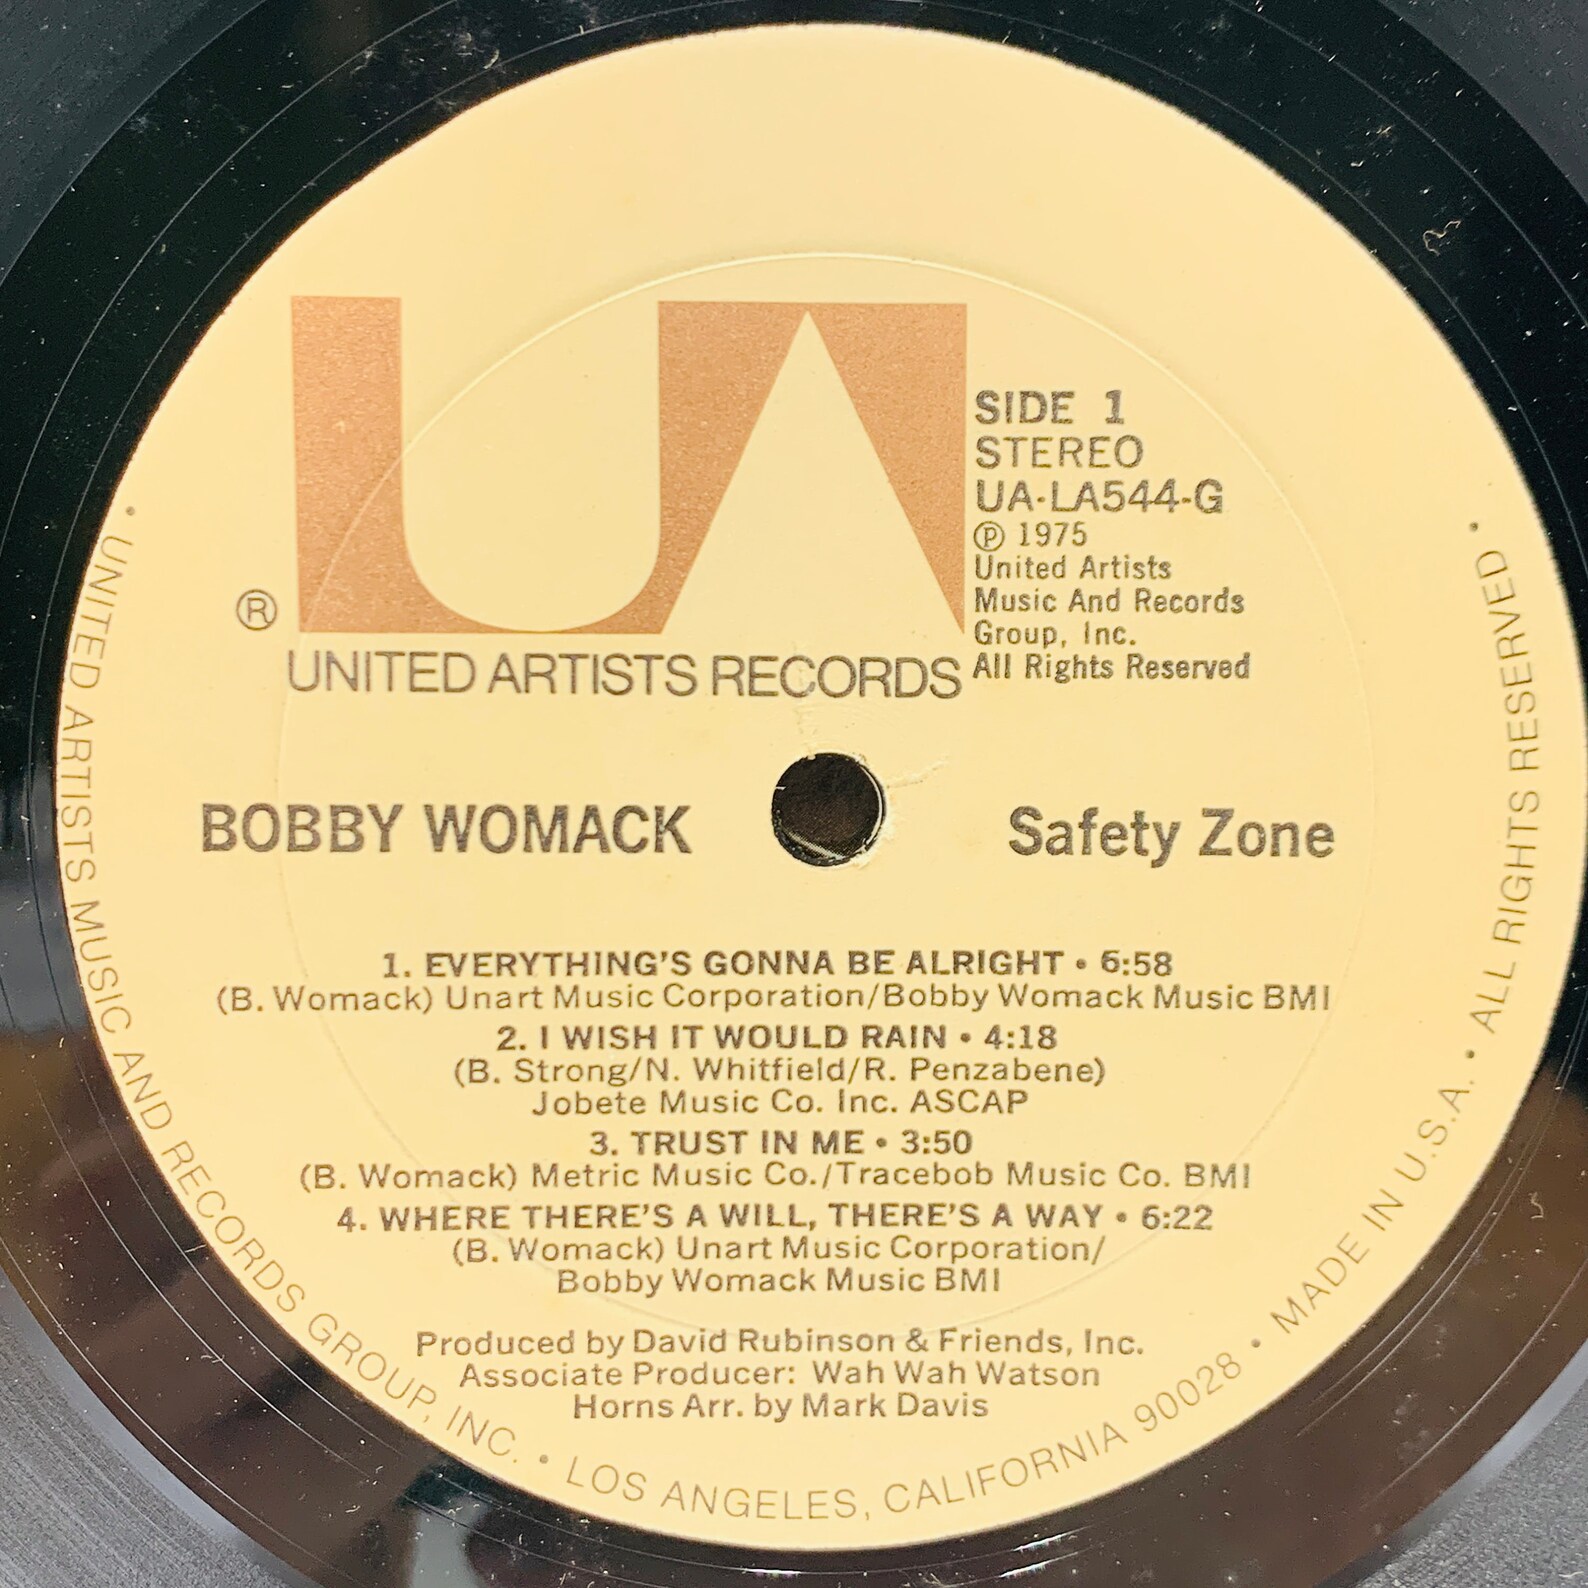 UA
SIDE 1
STEREO
UA-LA544-G
Ⓟ 1975
United Artists
Music And Records
Group, Inc.
All Rights Reserved
®
UNITED ARTISTS RECORDS
BOBBY WOMACK
Safety Zone
1. EVERYTHING'S GONNA BE ALRIGHT • 6:58
(B. Womack) Unart Music Corporation/Bobby Womack Music BMI
2. I WISH IT WOULD RAIN • 4:18
(B. Strong/N. Whitfield/R. Penzabene)
Jobete Music Co. Inc. ASCAP
3. TRUST IN ME • 3:50
(B. Womack) Metric Music Co./Tracebob Music Co. BMI
4. WHERE THERE'S A WILL, THERE'S A WAY • 6:22
(B. Womack) Unart Music Corporation/
Bobby Womack Music BMI
Produced by David Rubinson & Friends, Inc.
Associate Producer: Wah Wah Watson
Horns Arr. by Mark Davis
• UNITED ARTISTS MUSIC AND RECORDS GROUP, INC. • LOS ANGELES, CALIFORNIA 90028 • MADE IN U.S.A. • ALL RIGHTS RESERVED •